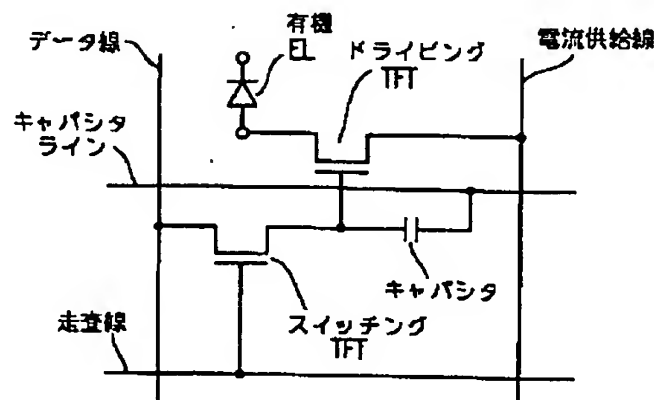 データ線
有機
EL
ドライビング
TFT
電流供給線
キャパシタ
ライン
キャパシタ
走査線
スイッチング
TFT